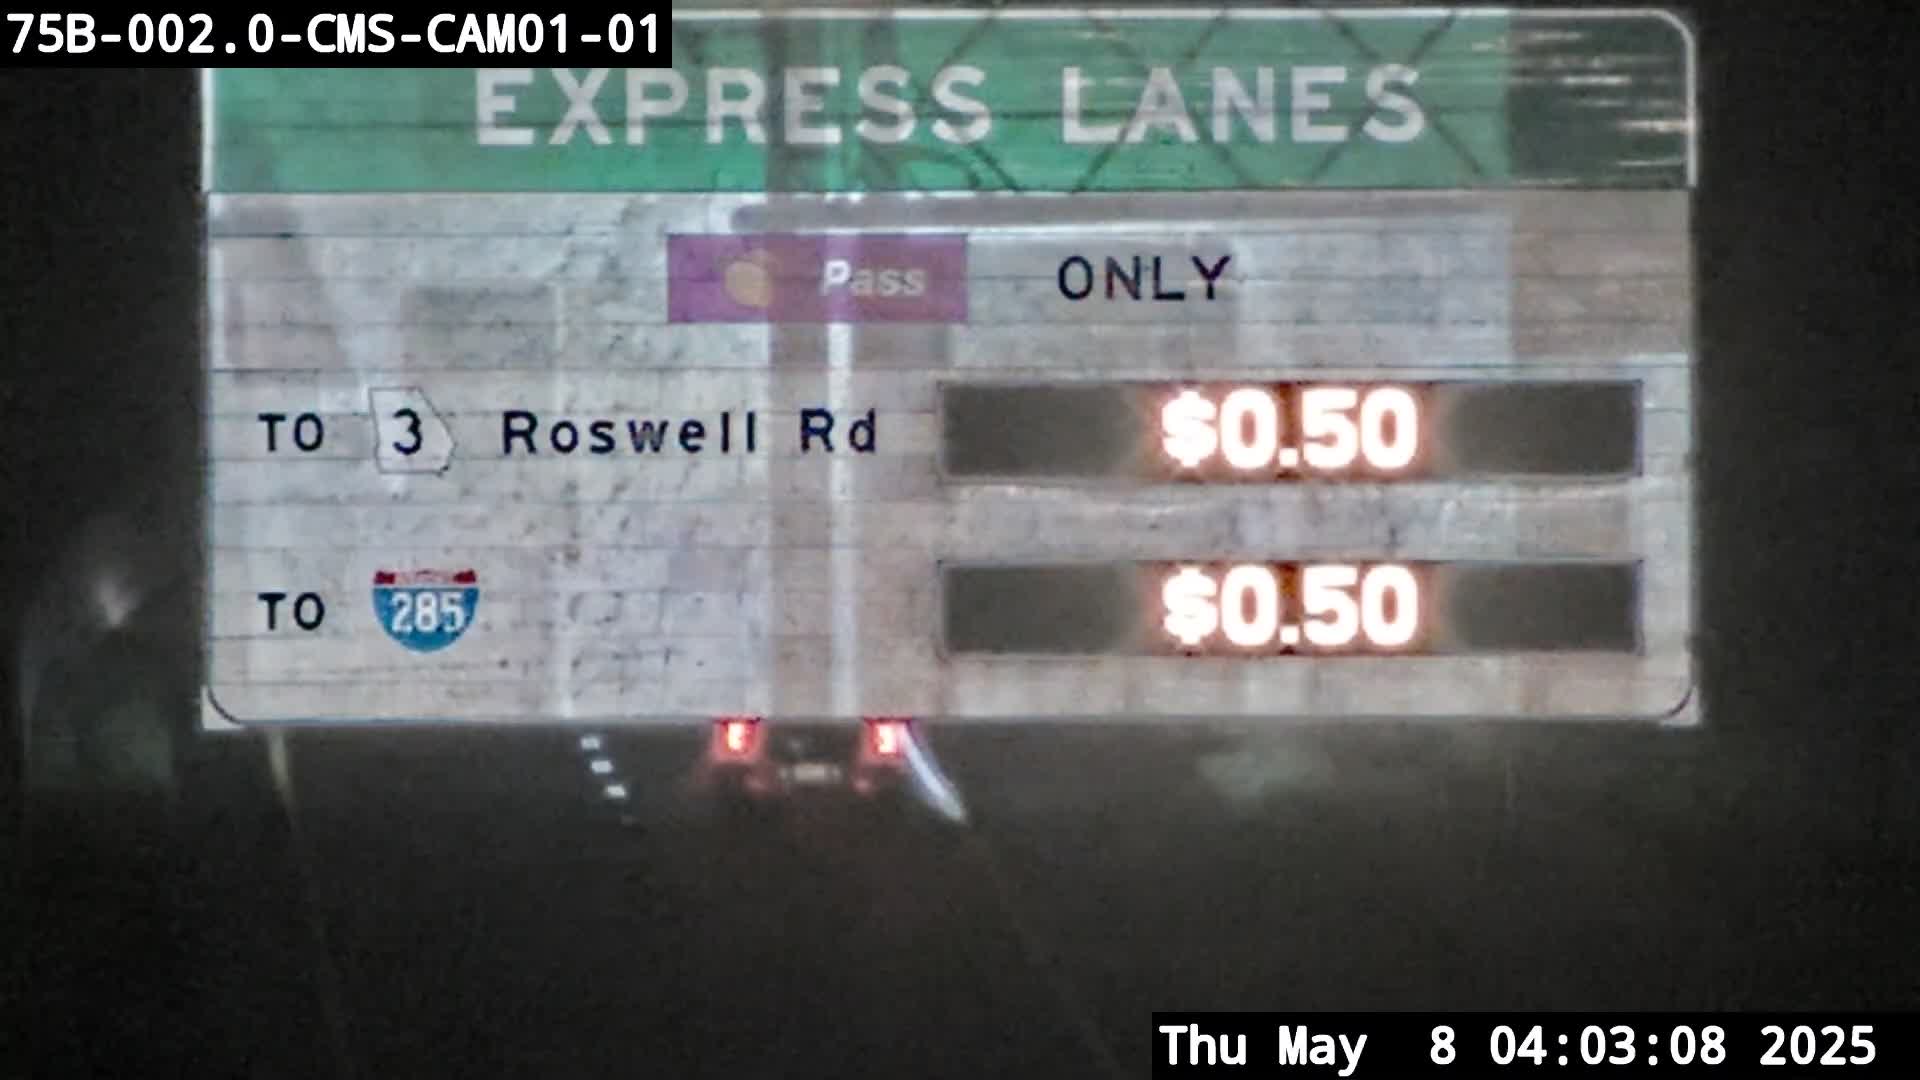 75B-002.0-CMS-CAM01-01
EXPRESS LANES
Pass ONLY
TO 3 Roswell Rd $0.50
TO 285 $0.50
Thu May 8 04:03:08 2025